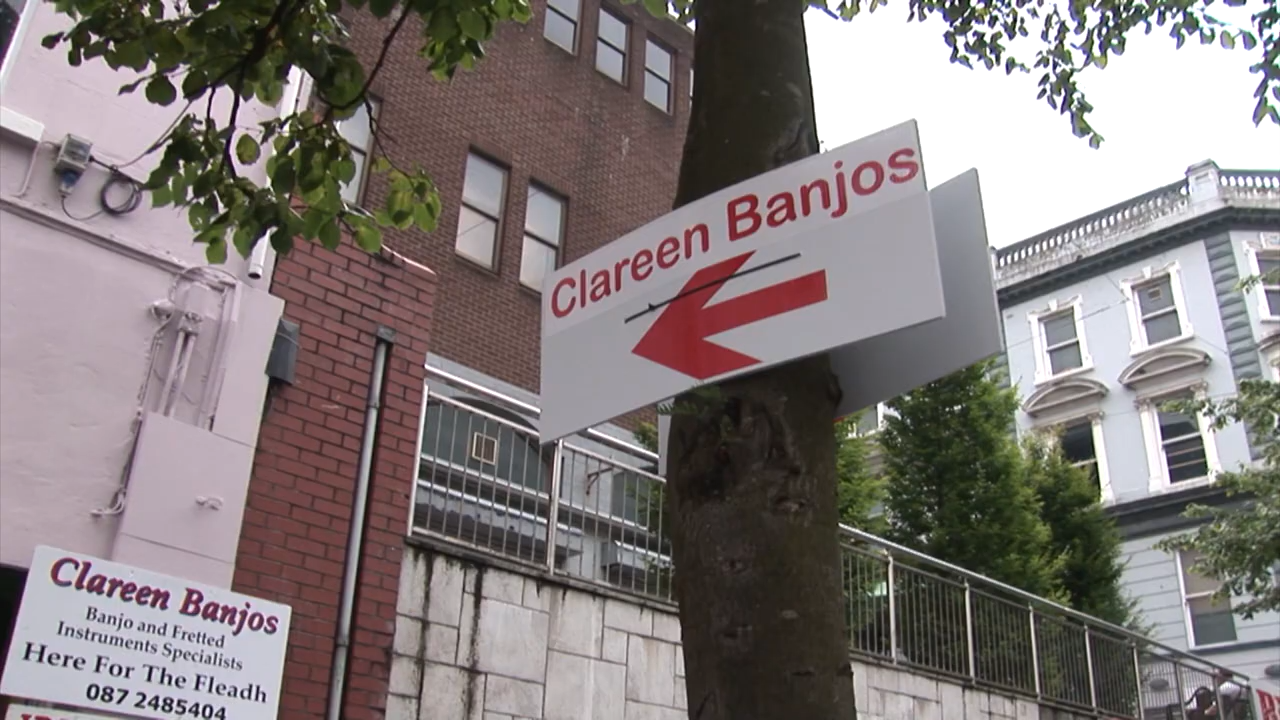 Clareen Banjos
Clareen Banjos
Banjo and Fretted
Instruments Specialists
Here For The Fleadh
087 2485404